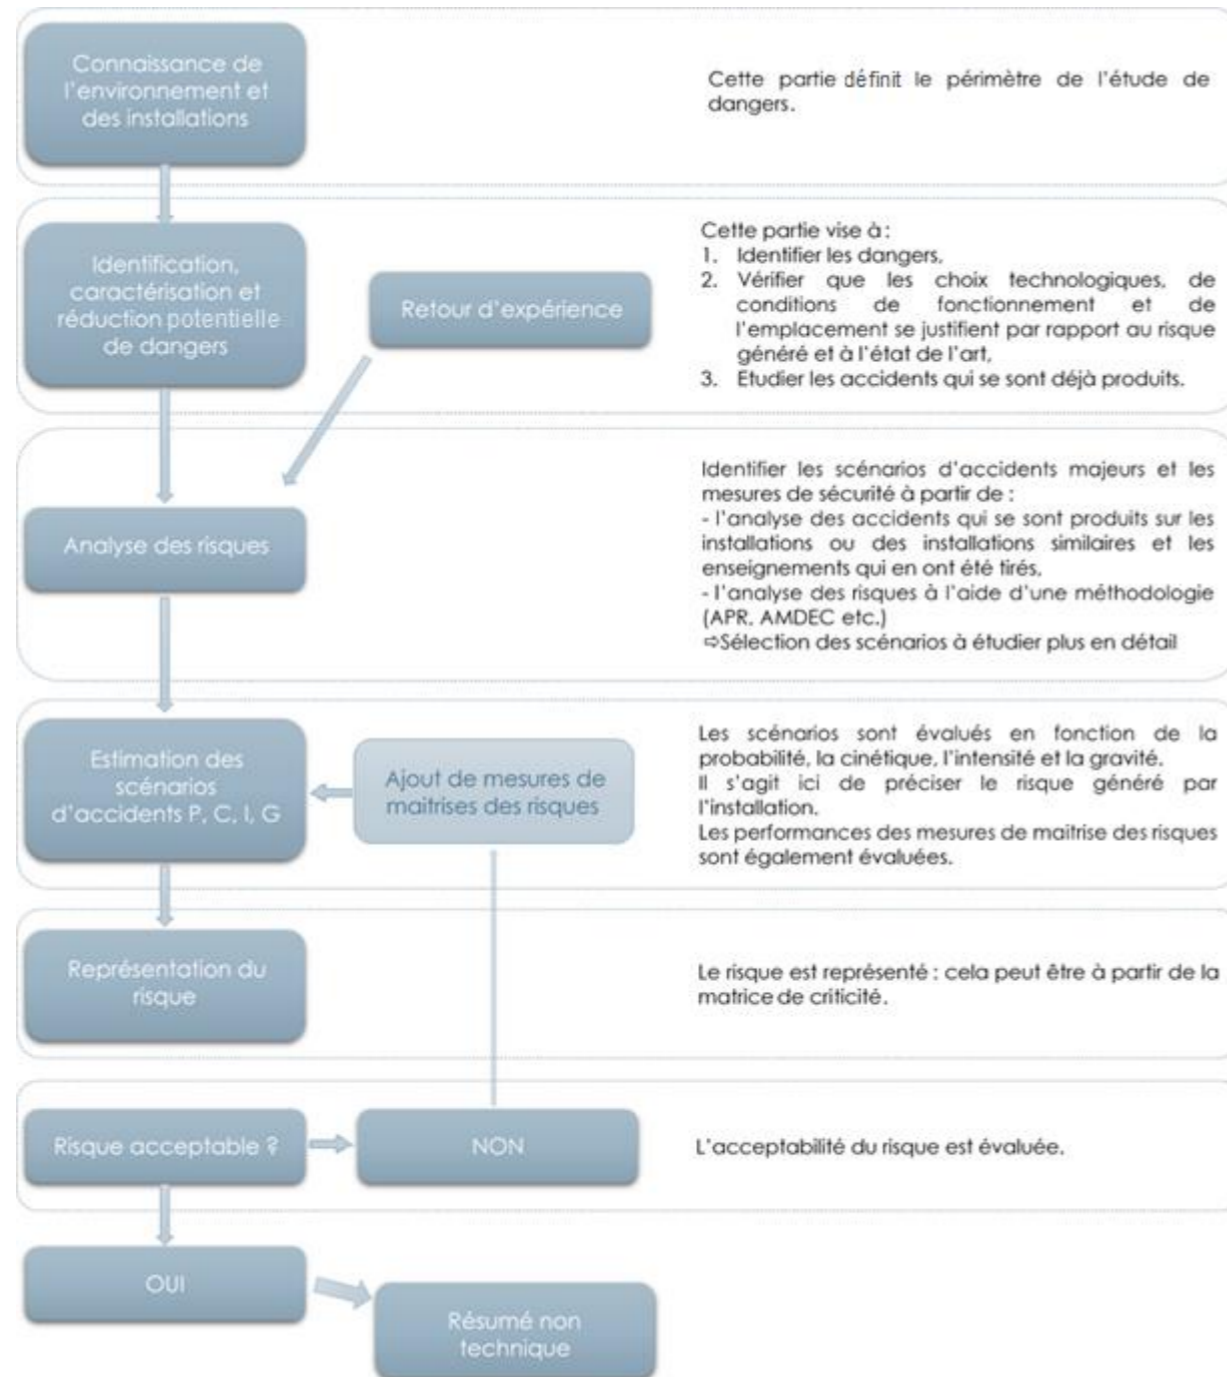 Connaissance de
l'environnement et
des installations
Cette partie définit le périmètre de l'étude de
dangers.
Identification,
caractérisation et
réduction potentielle
de dangers
Retour d'expérience
Cette partie vise à :
1. Identifier les dangers,
2. Vérifier que les choix technologiques, de
conditions de fonctionnement et de
l'emplacement se justifient par rapport au risque
généré et à l'état de l'art,
3. Etudier les accidents qui se sont déjà produits.
Analyse des risques
Identifier les scénarios d'accidents majeurs et les
mesures de sécurité à partir de :
- l'analyse des accidents qui se sont produits sur les
installations ou des installations similaires et les
enseignements qui en ont été tirés,
- l'analyse des risques à l'aide d'une méthodologie
(APR, AMDEC etc.)
⇨Sélection des scénarios à étudier plus en détail
Estimation des
scénarios
d'accidents P, C, I, G
Ajout de mesures de
maitrises des risques
Les scénarios sont évalués en fonction de la
probabilité, la cinétique, l'intensité et la gravité.
Il s'agit ici de préciser le risque généré par
l'installation.
Les performances des mesures de maitrise des risques
sont également évaluées.
Représentation du
risque
Le risque est représenté : cela peut être à partir de la
matrice de criticité.
Risque acceptable ?
NON
L'acceptabilité du risque est évaluée.
OUI
Résumé non
technique